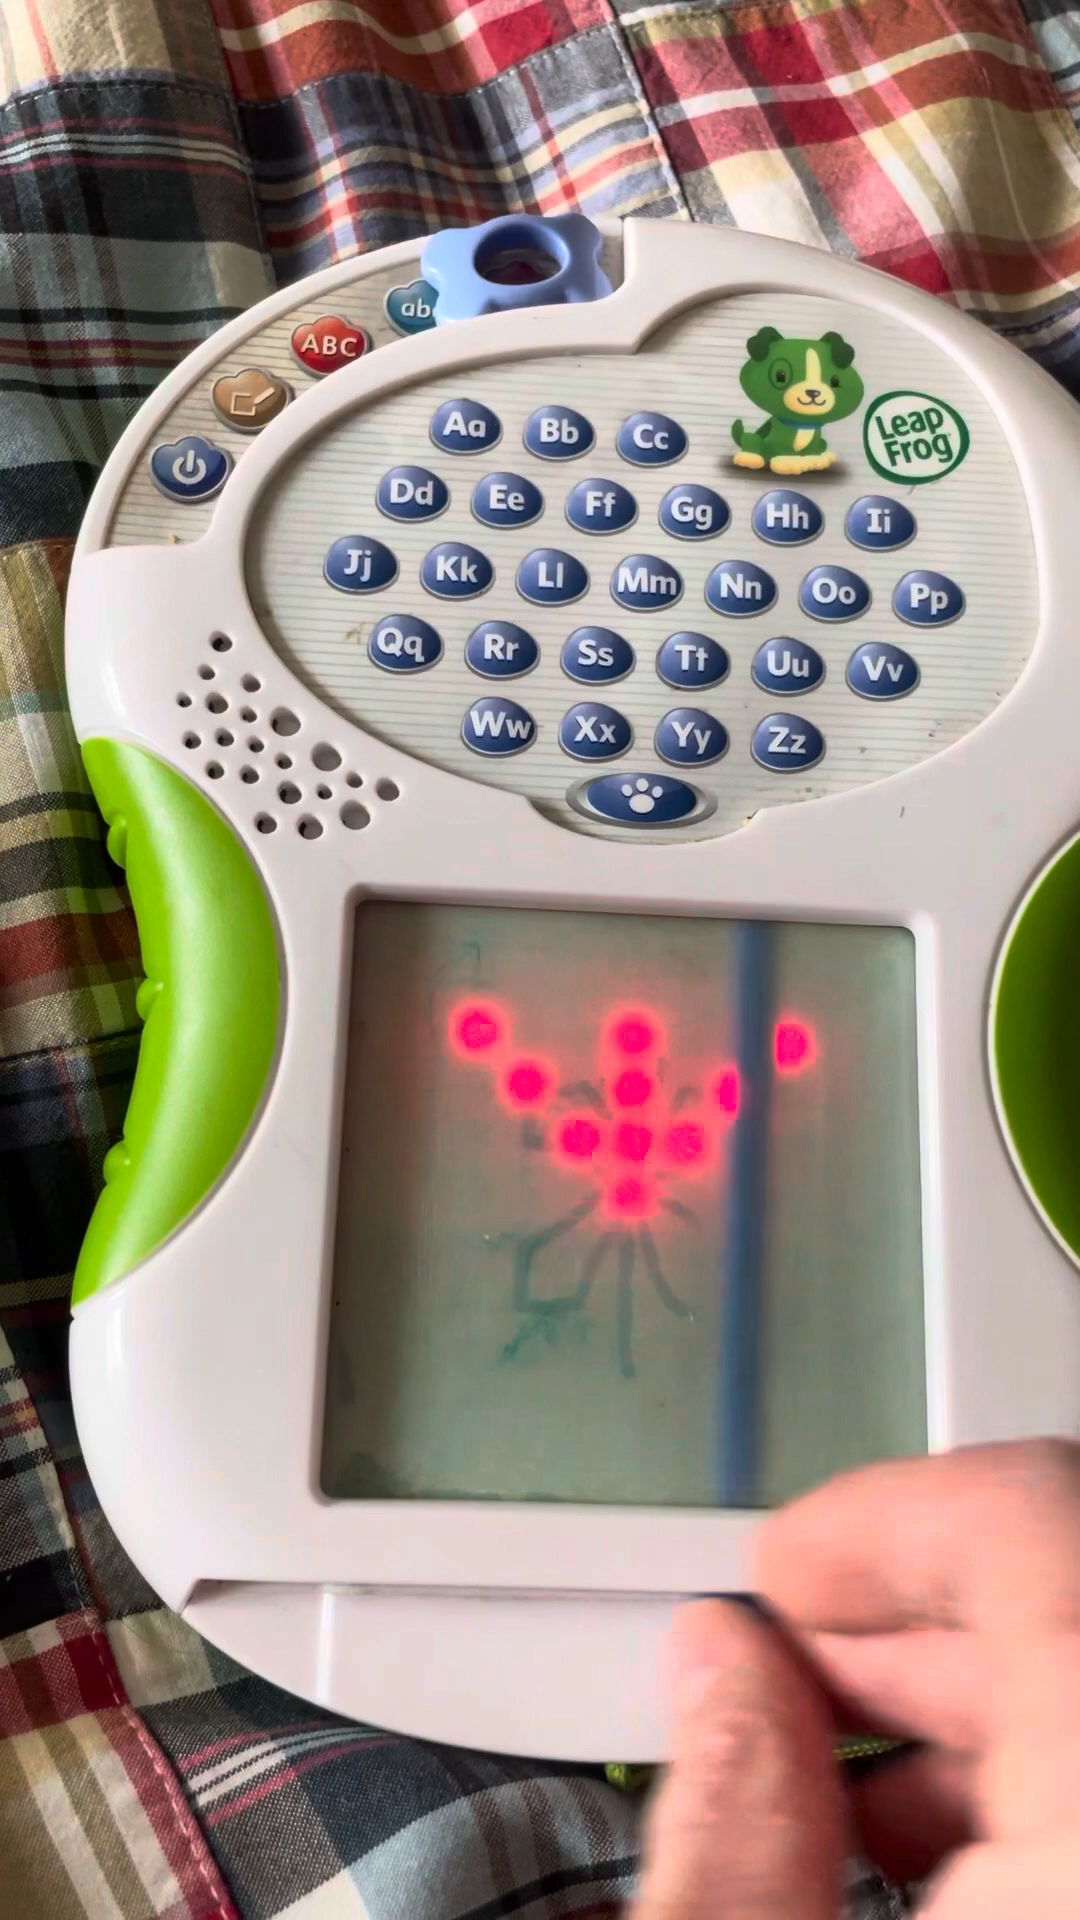 ab
ABC
Leap
Frog
Aa Bb Cc
Dd Ee Ff Gg Hh Ii
Jj Kk Ll Mm Nn Oo Pp
Qq Rr Ss Tt Uu Vv
Ww Xx Yy Zz